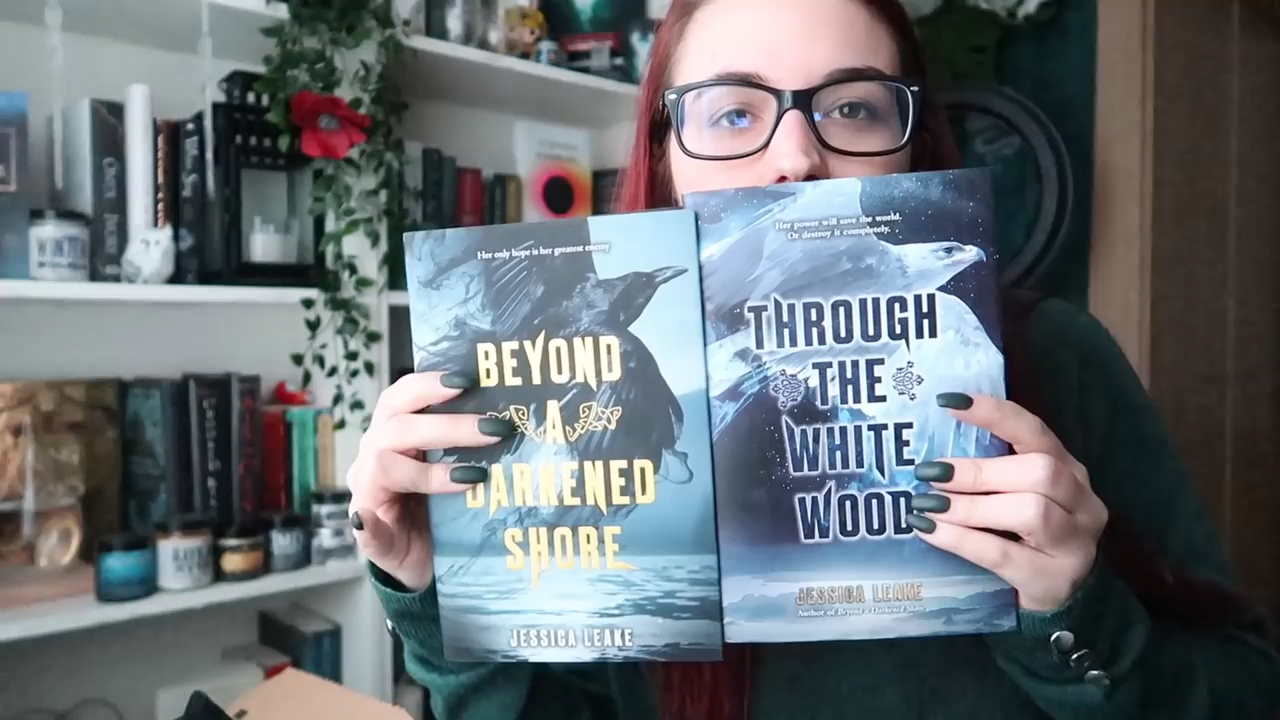 Her only hope is her greatest enemy
BEYOND
A
DARKENED
SHORE
JESSICA LEAKE
Her power will save the world.
Or destroy it completely.
THROUGH
THE
WHITE
WOOD
JESSICA LEAKE
Author of Beyond a Darkened Shore